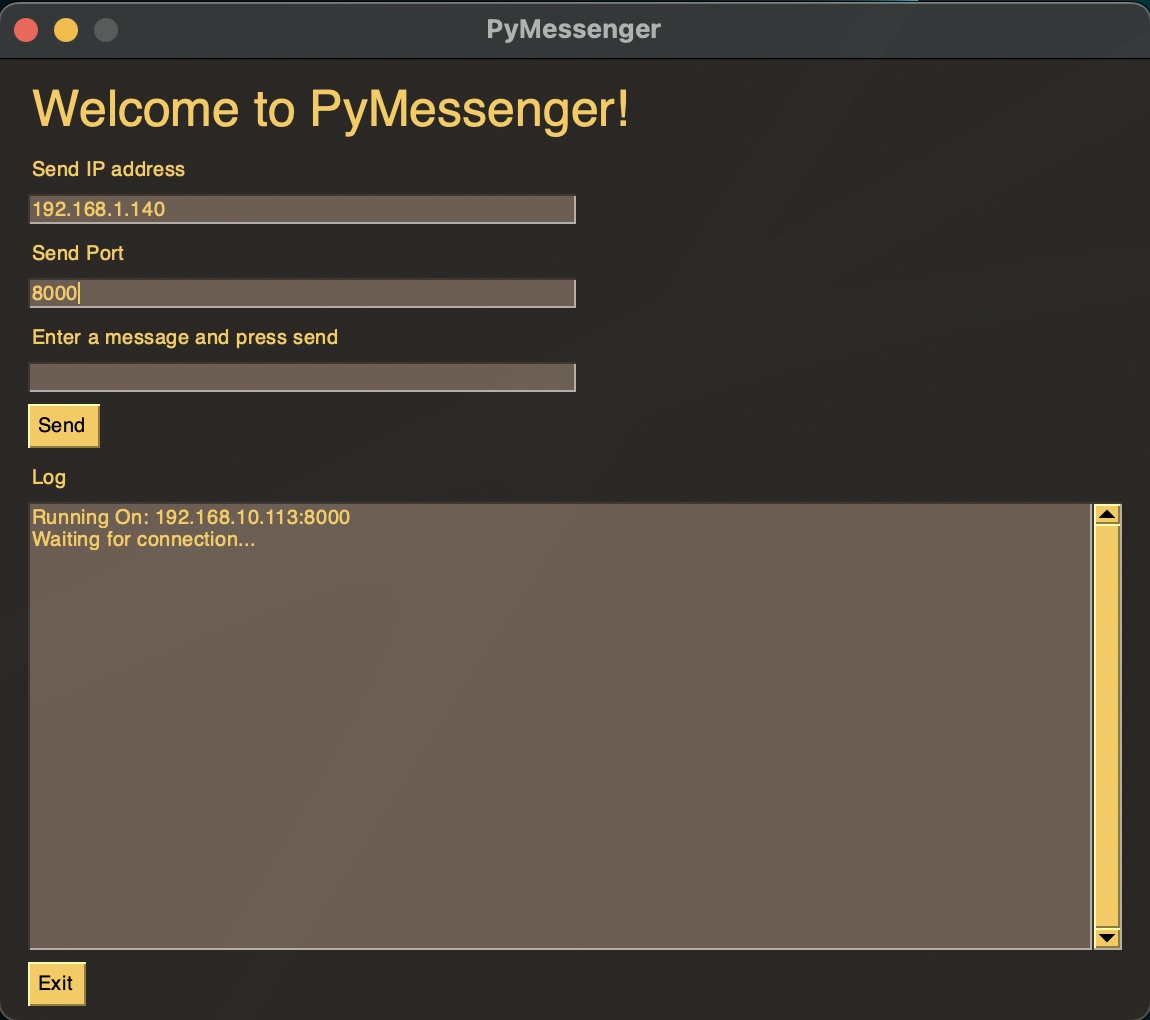 PyMessenger
Welcome to PyMessenger!
Send IP address
192.168.1.140
Send Port
8000
Enter a message and press send
Send
Log
Running On: 192.168.10.113:8000
Waiting for connection...
Exit